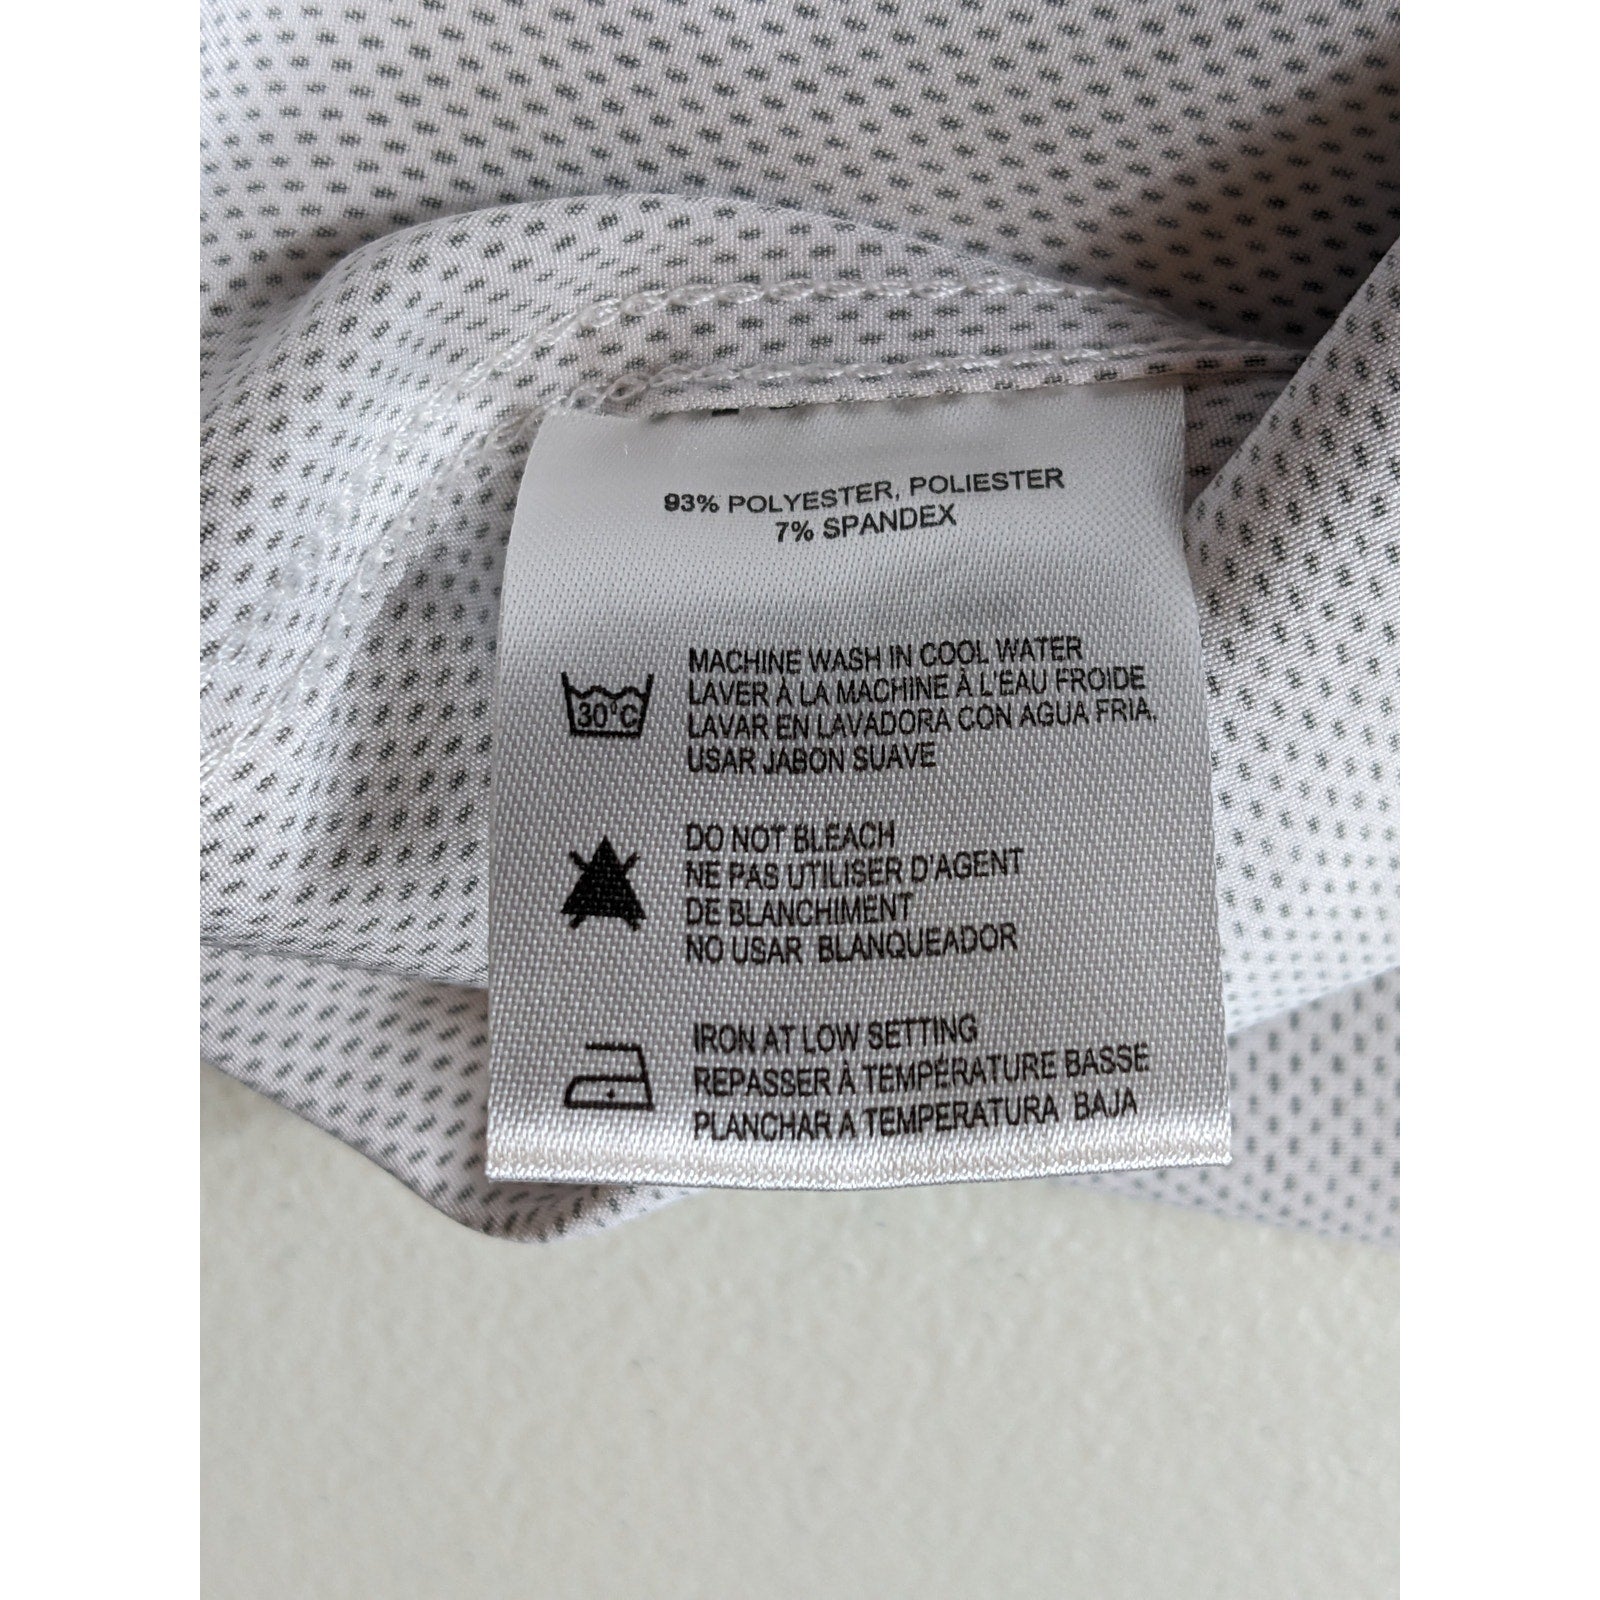 93% POLYESTER, POLIESTER
7% SPANDEX
MACHINE WASH IN COOL WATER
LAVER À LA MACHINE À L'EAU FROIDE
30°C
LAVAR EN LAVADORA CON AGUA FRIA.
USAR JABON SUAVE
DO NOT BLEACH
NE PAS UTILISER D'AGENT
DE BLANCHIMENT
NO USAR BLANQUEADOR
IRON AT LOW SETTING
REPASSER À TEMPÉRATURE BASSE
PLANCHAR A TEMPERATURA BAJA